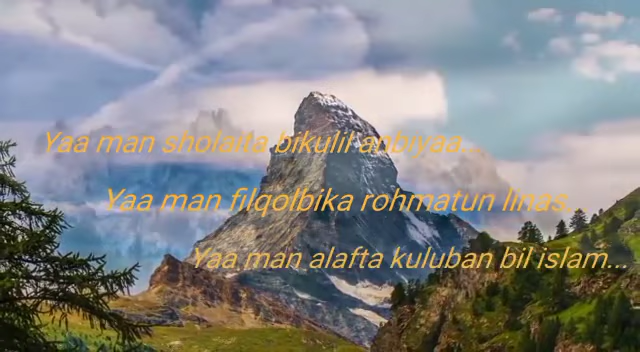 Yaa man sholaita bikulil anbiyaa...
Yaa man filqolbika rohmatun linas...
Yaa man alafta kuluban bil islam...